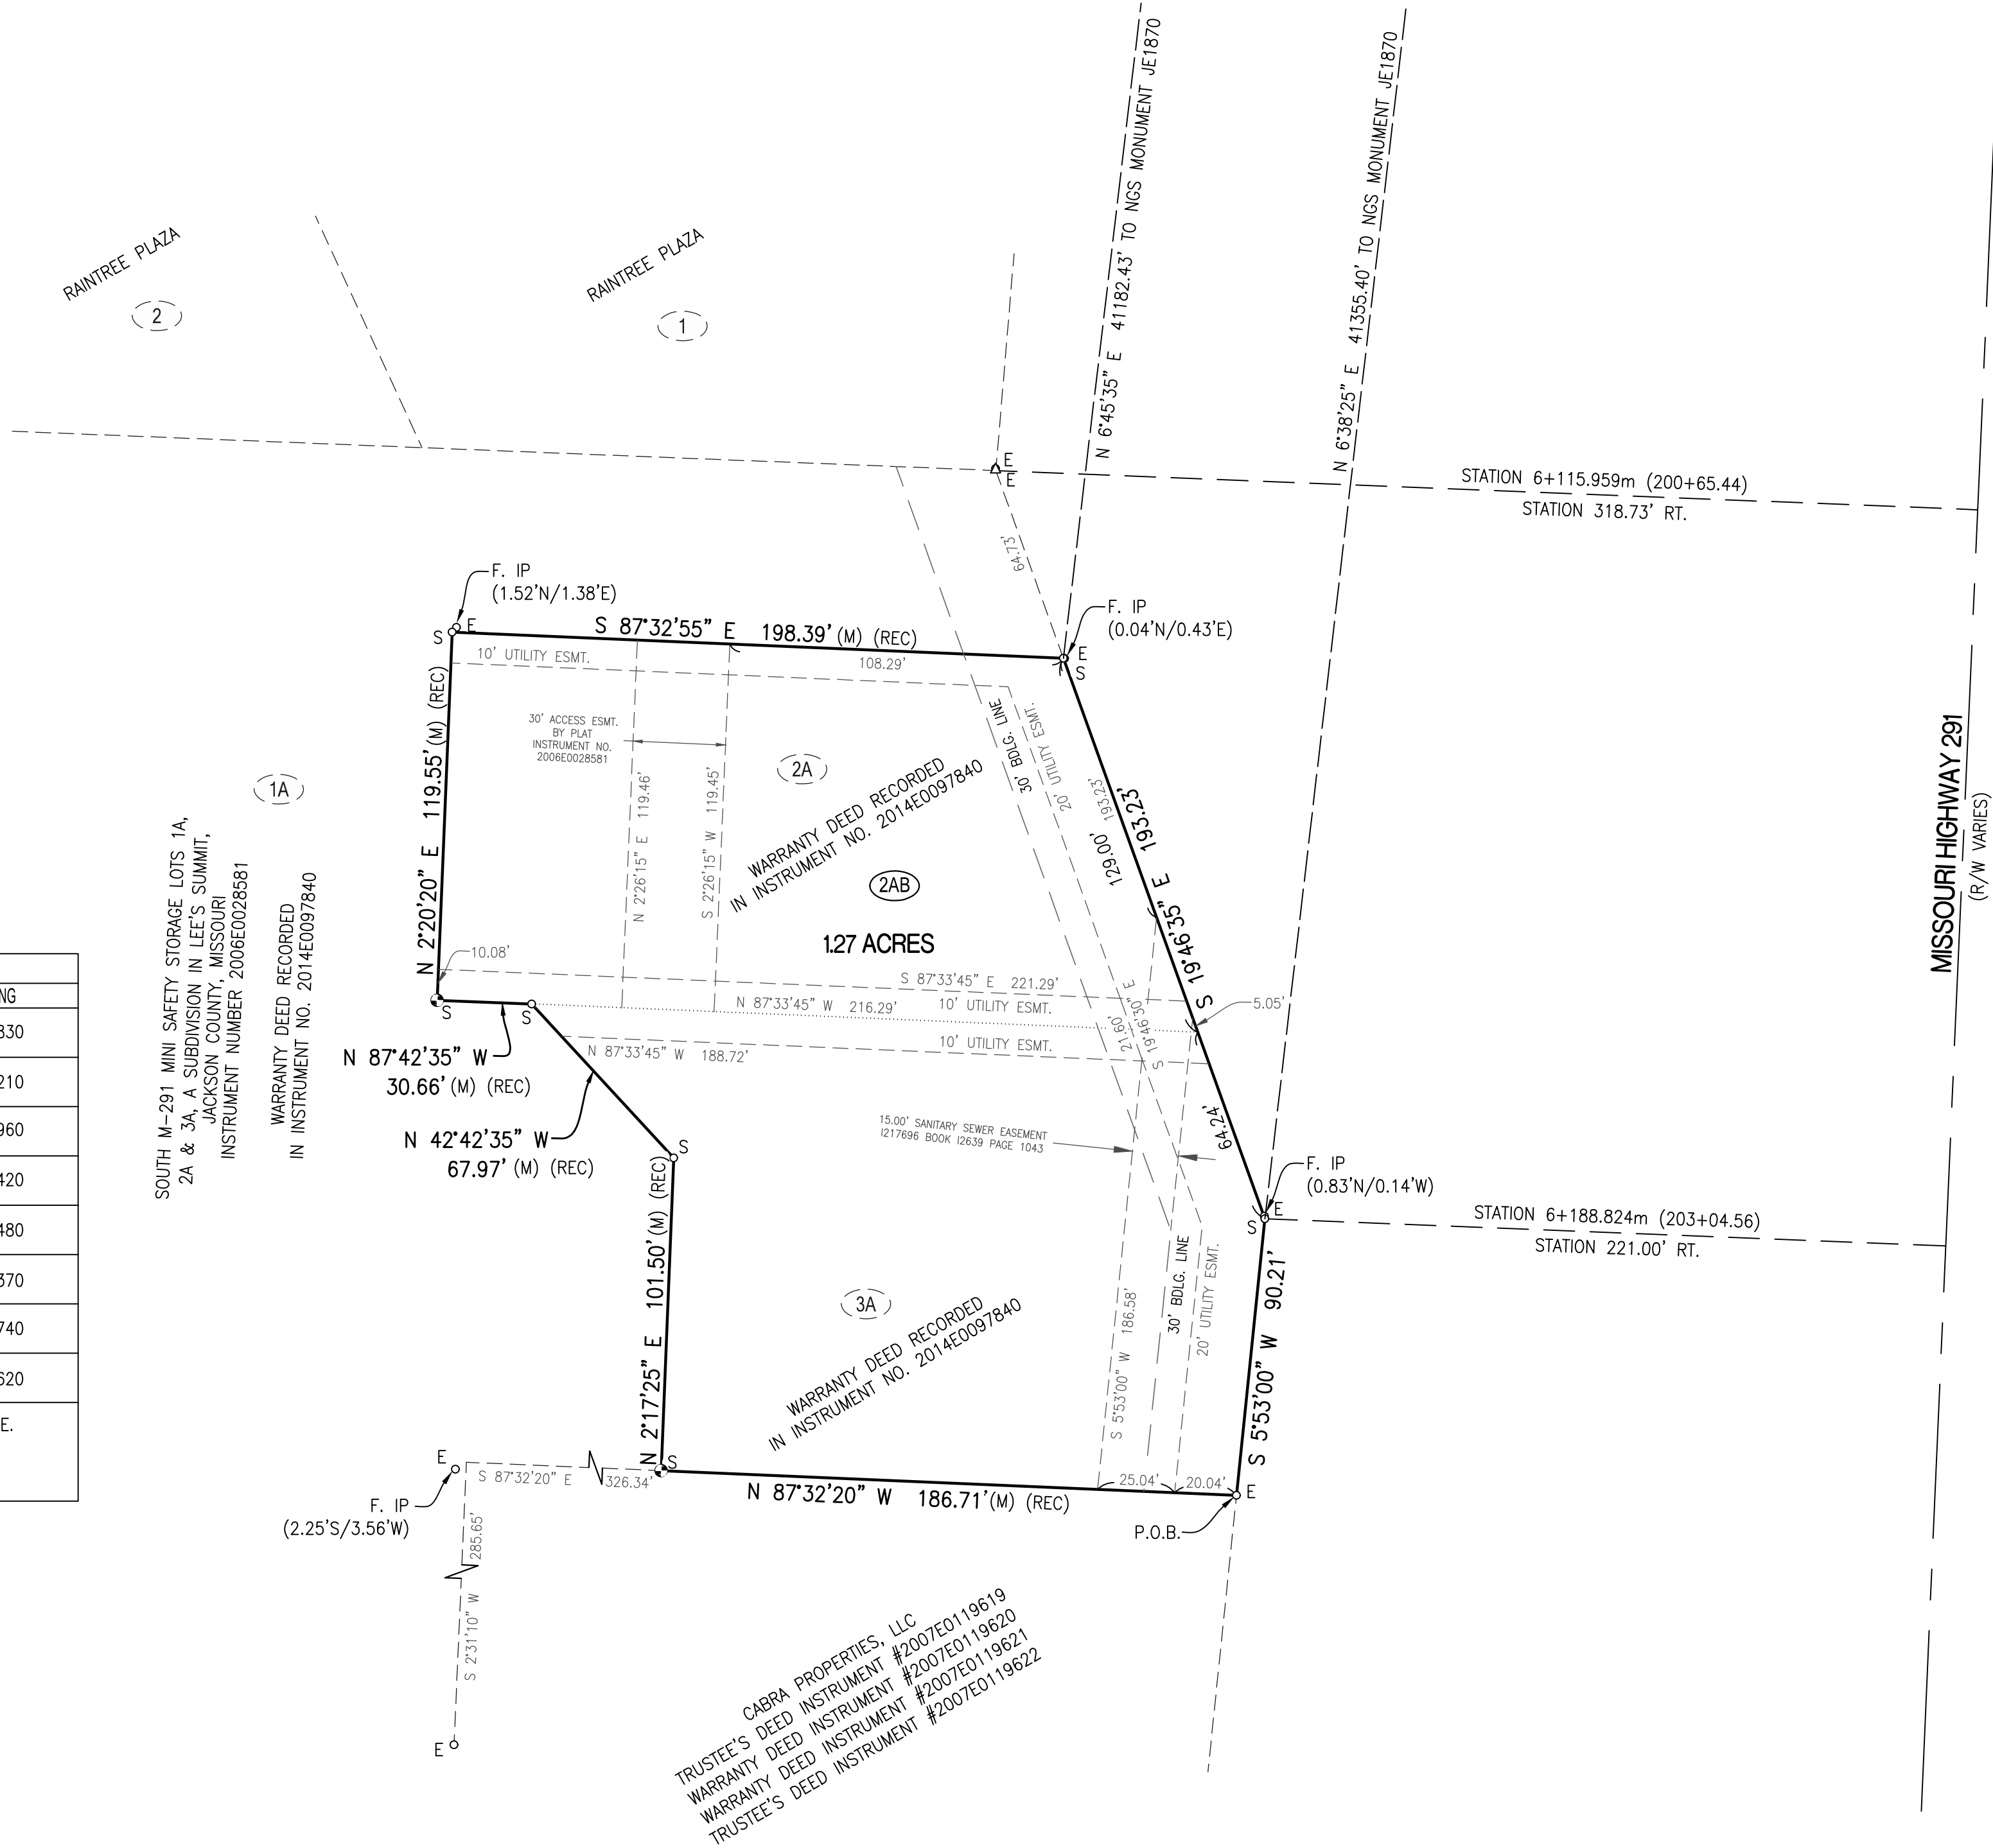 N 6°45'35" E 41182.43' TO NGS MONUMENT JE1870
N 6°38'25" E 41355.40' TO NGS MONUMENT JE1870
RAINTREE PLAZA
2
RAINTREE PLAZA
1
E
E
STATION 6+115.959m (200+65.44)
STATION 318.73' RT.
64.73'
F. IP
(1.52'N/1.38'E)
S
E
S 87°32'55" E 198.39' (M) (REC)
F. IP
(0.04'N/0.43'E)
E
S
10' UTILITY ESMT.
108.29'
N 2°20'20" E 119.55' (M) (REC)
30' ACCESS ESMT.
BY PLAT
INSTRUMENT NO.
2006E0028581
N 2°26'15" E 119.46'
S 2°26'15" W 119.45'
2A
WARRANTY DEED RECORDED
IN INSTRUMENT NO. 2014E0097840
30' BDLG. LINE
20' UTILITY ESMT.
193.23'
129.00'
S 19°46'35" E 193.23'
MISSOURI HIGHWAY 291
(R/W VARIES)
1A
SOUTH M-291 MINI SAFETY STORAGE LOTS 1A,
2A & 3A, A SUBDIVISION IN LEE'S SUMMIT,
JACKSON COUNTY, MISSOURI
INSTRUMENT NUMBER 2006E0028581
WARRANTY DEED RECORDED
IN INSTRUMENT NO. 2014E0097840
2AB
1.27 ACRES
10.08'
S 87°33'45" E 221.29'
N 87°33'45" W 216.29'
10' UTILITY ESMT.
5.05'
S
S
10' UTILITY ESMT.
N 87°33'45" W 188.72'
211.60'
S 19°46'30" E
N 87°42'35" W
30.66' (M) (REC)
N 42°42'35" W
67.97' (M) (REC)
S
15.00' SANITARY SEWER EASEMENT
I217696 BOOK I2639 PAGE 1043
64.24'
F. IP
(0.83'N/0.14'W)
E
S
STATION 6+188.824m (203+04.56)
STATION 221.00' RT.
NG
330
210
960
420
480
370
740
620
E.
N 2°17'25" E 101.50' (M) (REC)
3A
WARRANTY DEED RECORDED
IN INSTRUMENT NO. 2014E0097840
S 5°53'00" W 186.58'
30' BDLG. LINE
20' UTILITY ESMT.
S 5°53'00" W 90.21'
E
S 87°32'20" E
326.34'
S
F. IP
(2.25'S/3.56'W)
N 87°32'20" W 186.71' (M) (REC)
25.04'
20.04'
E
P.O.B.
285.65'
S 2°31'10" W
E
CABRA PROPERTIES, LLC
TRUSTEE'S DEED INSTRUMENT #2007E0119619
WARRANTY DEED INSTRUMENT #2007E0119620
WARRANTY DEED INSTRUMENT #2007E0119621
TRUSTEE'S DEED INSTRUMENT #2007E0119622